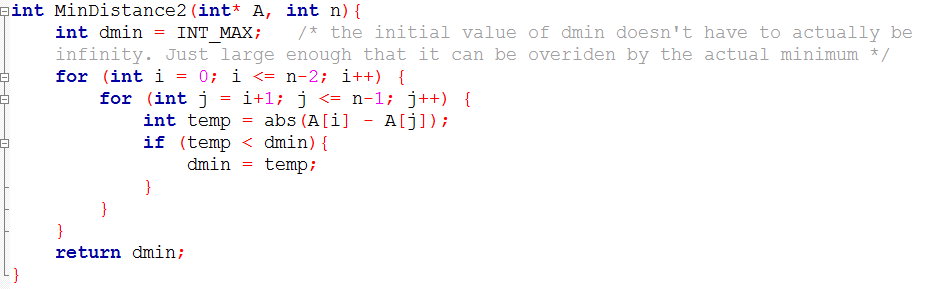 int MinDistance2(int* A, int n){
    int dmin = INT_MAX;   /* the initial value of dmin doesn't have to actually be
    infinity. Just large enough that it can be overiden by the actual minimum */
    for (int i = 0; i <= n-2; i++) {
        for (int j = i+1; j <= n-1; j++) {
            int temp = abs(A[i] - A[j]);
            if (temp < dmin){
                dmin = temp;
            }
        }
    }
    return dmin;
}